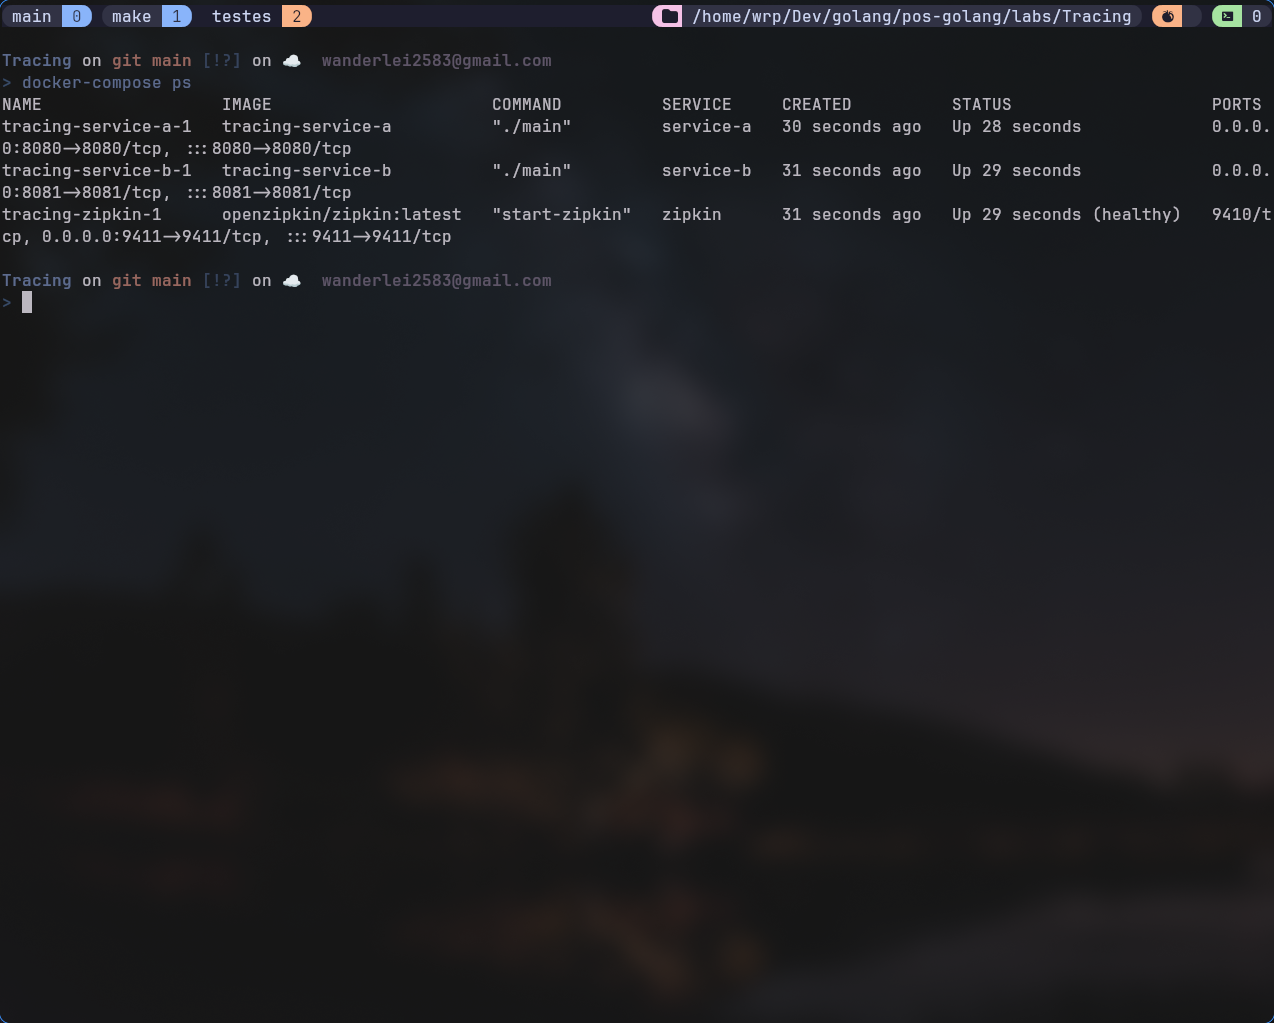 main 0 make 1 testes 2 /home/wrp/Dev/golang/pos-golang/labs/Tracing 0
Tracing on git main [!?] on ☁️ wanderlei2583@gmail.com
> docker-compose ps
NAME IMAGE COMMAND SERVICE CREATED STATUS PORTS
tracing-service-a-1 tracing-service-a "./main" service-a 30 seconds ago Up 28 seconds 0.0.0.
0:8080->8080/tcp, :::8080->8080/tcp
tracing-service-b-1 tracing-service-b "./main" service-b 31 seconds ago Up 29 seconds 0.0.0.
0:8081->8081/tcp, :::8081->8081/tcp
tracing-zipkin-1 openzipkin/zipkin:latest "start-zipkin" zipkin 31 seconds ago Up 29 seconds (healthy) 9410/t
cp, 0.0.0.0:9411->9411/tcp, :::9411->9411/tcp
Tracing on git main [!?] on ☁️ wanderlei2583@gmail.com
>